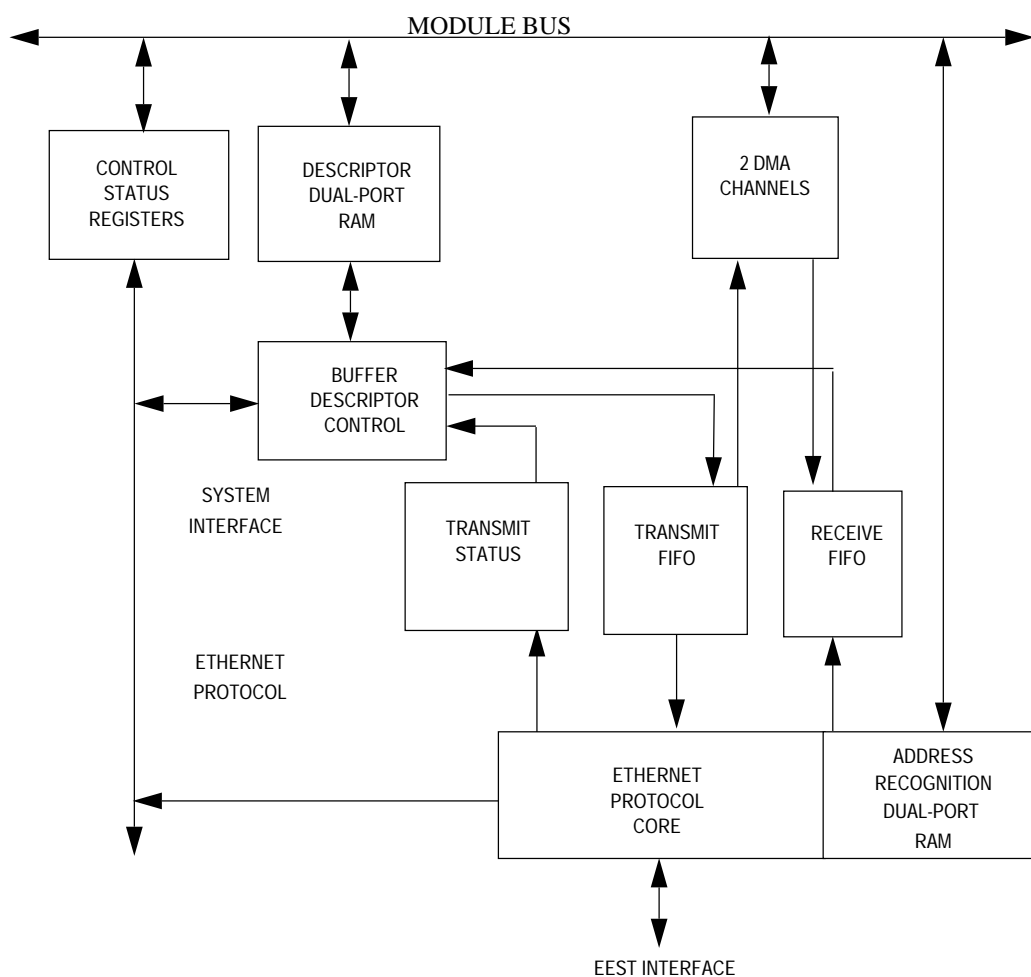 MODULE BUS
CONTROL
STATUS
REGISTERS
DESCRIPTOR
DUAL-PORT
RAM
2 DMA
CHANNELS
BUFFER
DESCRIPTOR
CONTROL
SYSTEM
INTERFACE
TRANSMIT
STATUS
TRANSMIT
FIFO
RECEIVE
FIFO
ETHERNET
PROTOCOL
ETHERNET
PROTOCOL
CORE
ADDRESS
RECOGNITION
DUAL-PORT
RAM
EEST INTERFACE